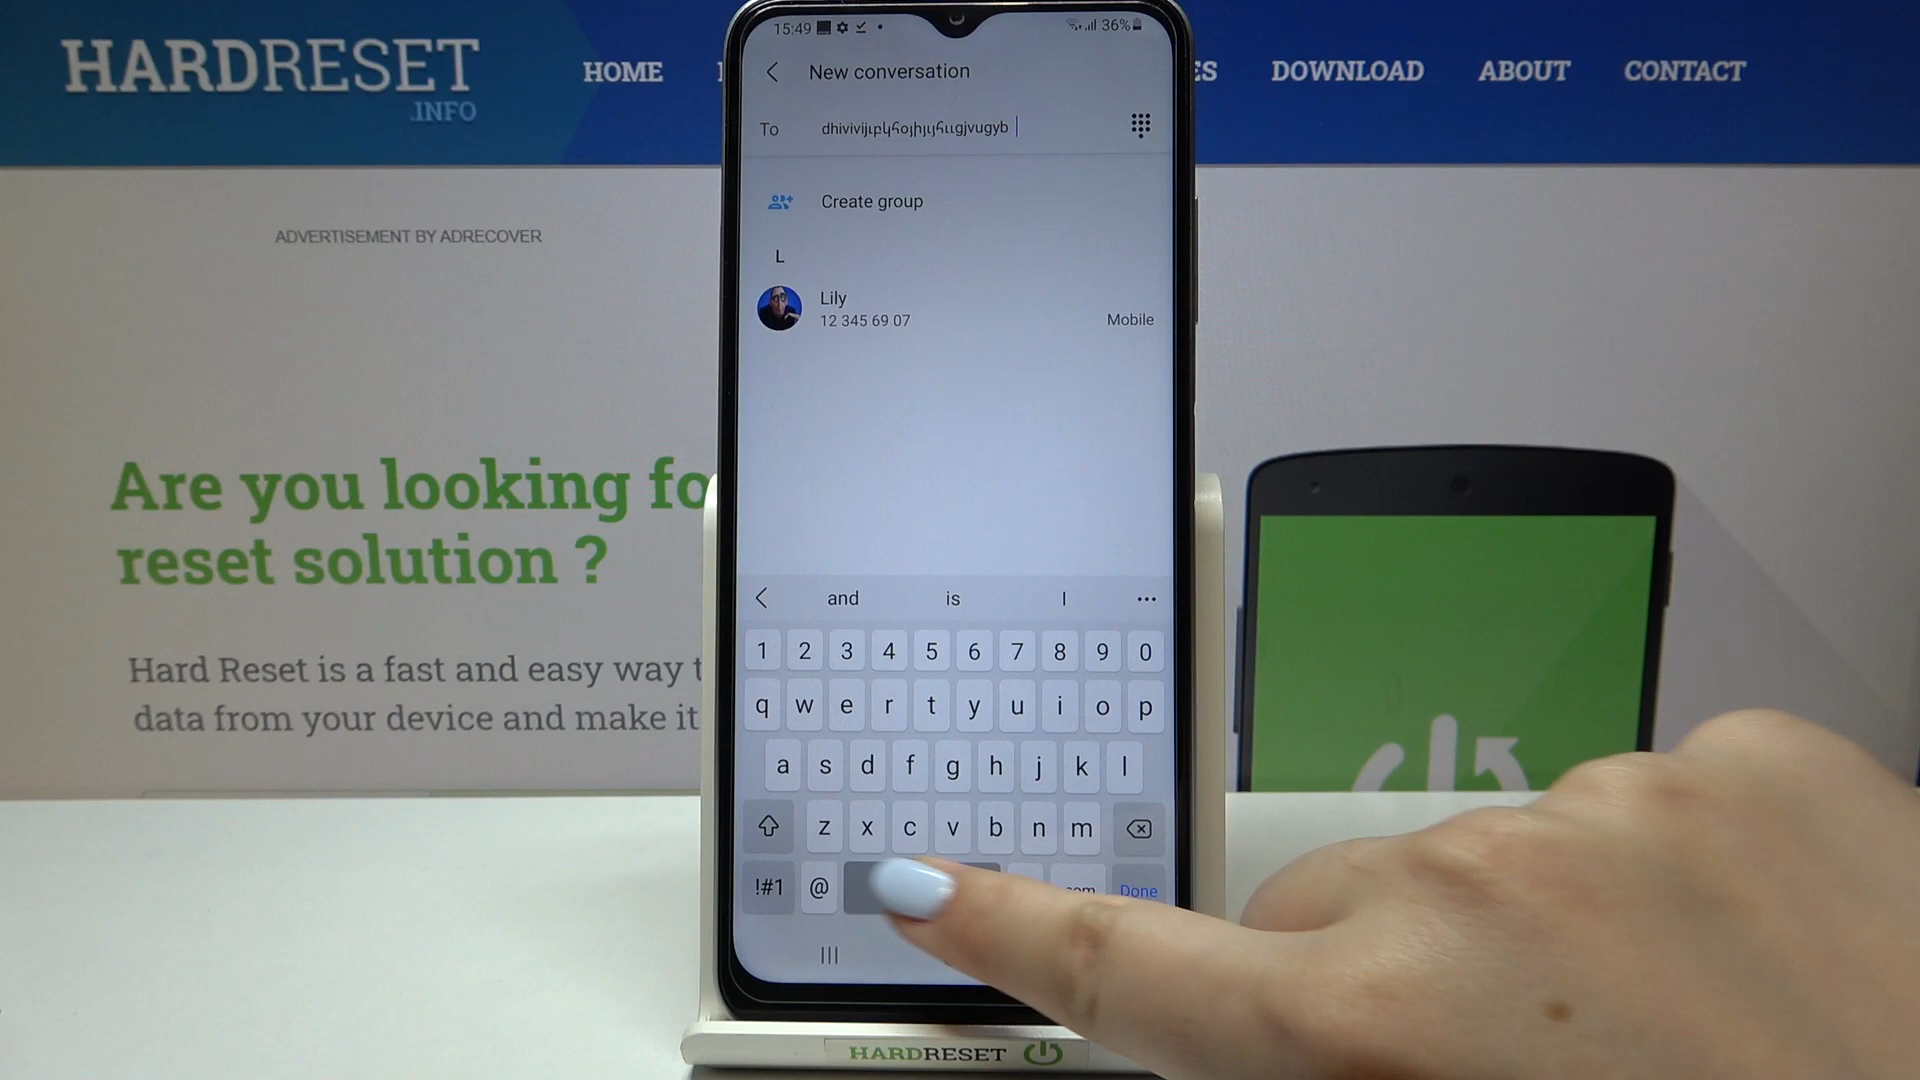 HARDRESET
.INFO
HOME
DOWNLOAD
ABOUT
CONTACT
ADVERTISEMENT BY ADRECOVER
Are you looking
reset solution ?
Hard Reset is a fast and easy way
data from your device and make it
15:49
36%
New conversation
To
Create group
L
Lily
12 345 69 07
Mobile
and is I
1 2 3 4 5 6 7 8 9 0
q w e r t y u i o p
a s d f g h j k l
z x c v b n m
!#1 @ Done
HARDRESET